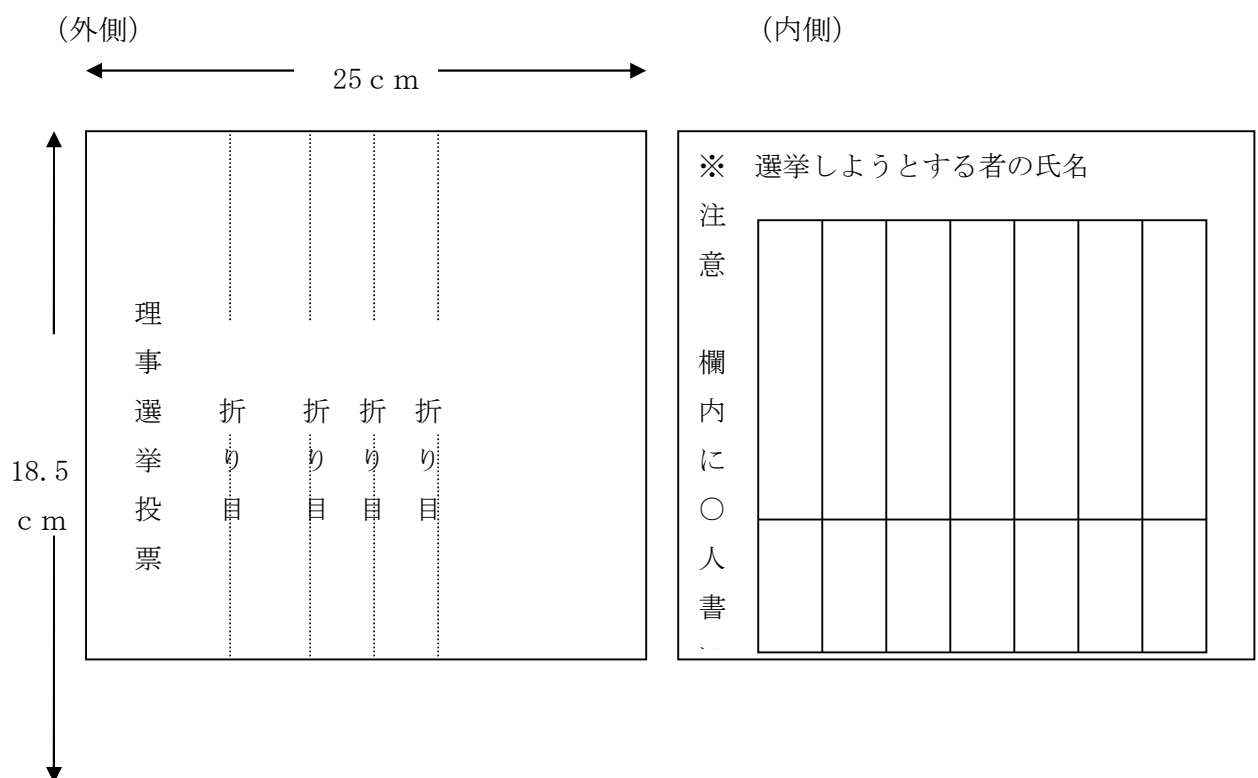 (外側)
(内側)
25cm
18.5
cm
理事選挙投票
折り目
折り目
折り目
折り目
※ 選挙しようとする者の氏名
注意 欄内に○人書